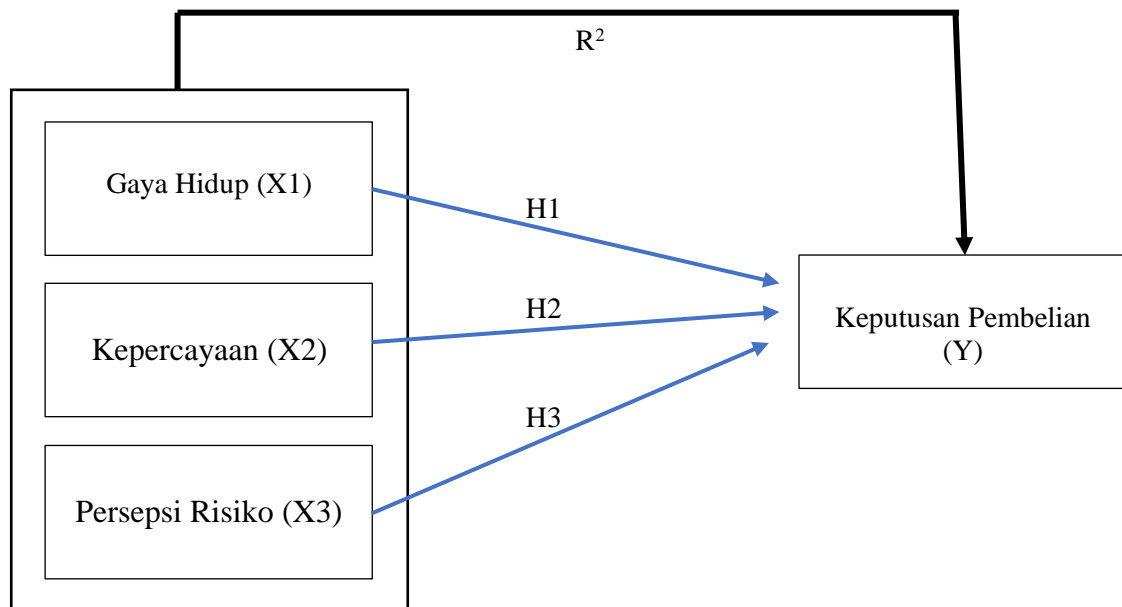 R²
Gaya Hidup (X1)
H1
Kepercayaan (X2)
H2
Keputusan Pembelian
(Y)
H3
Persepsi Risiko (X3)